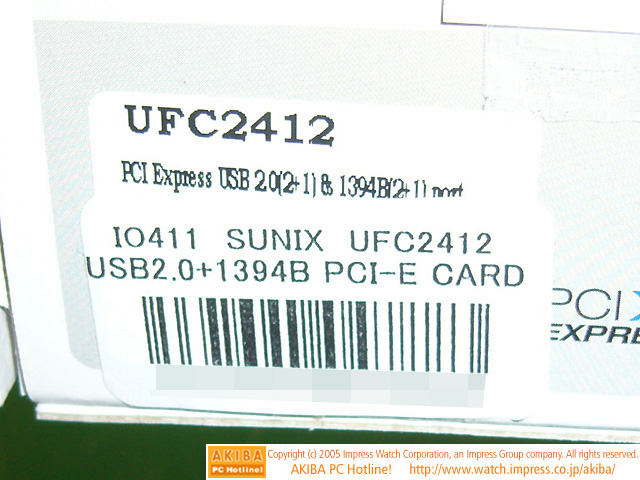 UFC2412
PCI Express USB 2.0(2+1) & 1394B(2+1) port
IO411 SUNIX UFC2412
USB2.0+1394B PCI-E CARD
PCI
EXPRE
AKIBA
PC Hotline!
Copyright (c) 2005 Impress Watch Corporation, an Impress Group company. All rights reserved.
AKIBA PC Hotline! http://www.watch.impress.co.jp/akiba/